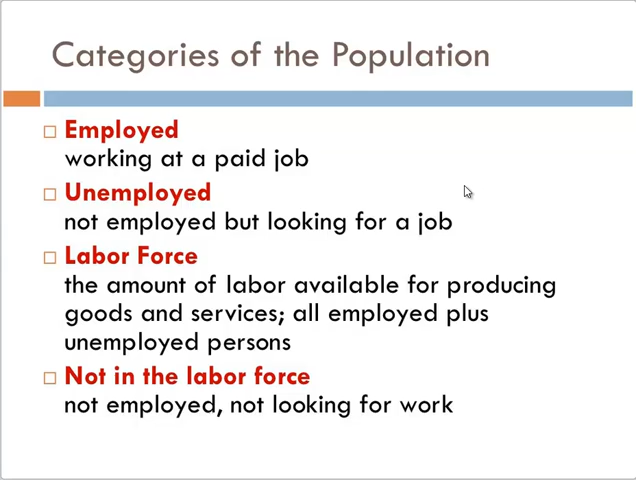 Categories of the Population
Employed
working at a paid job
Unemployed
not employed but looking for a job
Labor Force
the amount of labor available for producing
goods and services; all employed plus
unemployed persons
Not in the labor force
not employed, not looking for work